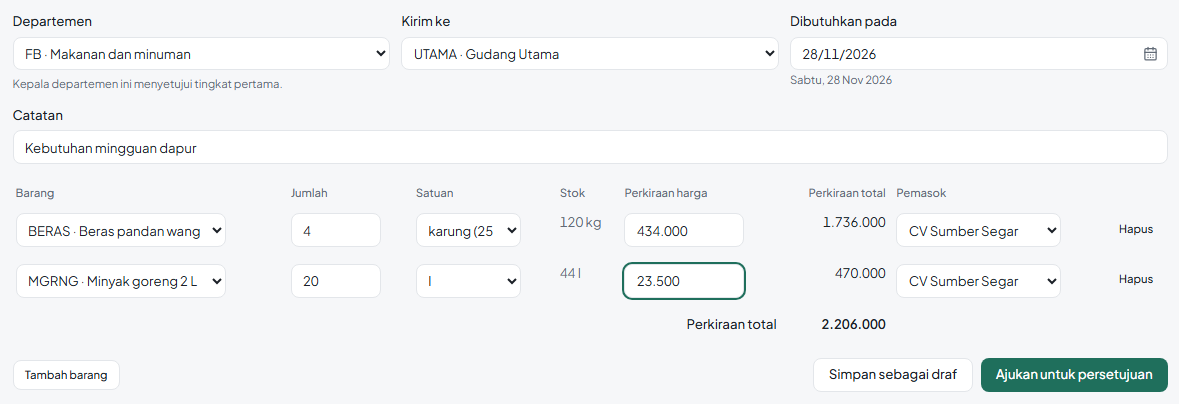 Departemen Kirim ke Dibutuhkan pada
FB · Makanan dan minuman UTAMA · Gudang Utama 28/11/2026
Kepala departemen ini menyetujui tingkat pertama. Sabtu, 28 Nov 2026
Catatan
Kebutuhan mingguan dapur
Barang Jumlah Satuan Stok Perkiraan harga Perkiraan total Pemasok
BERAS · Beras pandan wang 4 karung (25 120 kg 434.000 1.736.000 CV Sumber Segar Hapus
MGRNG · Minyak goreng 2 L 20 l 44 l 23.500 470.000 CV Sumber Segar Hapus
Perkiraan total 2.206.000
Tambah barang Simpan sebagai draf Ajukan untuk persetujuan